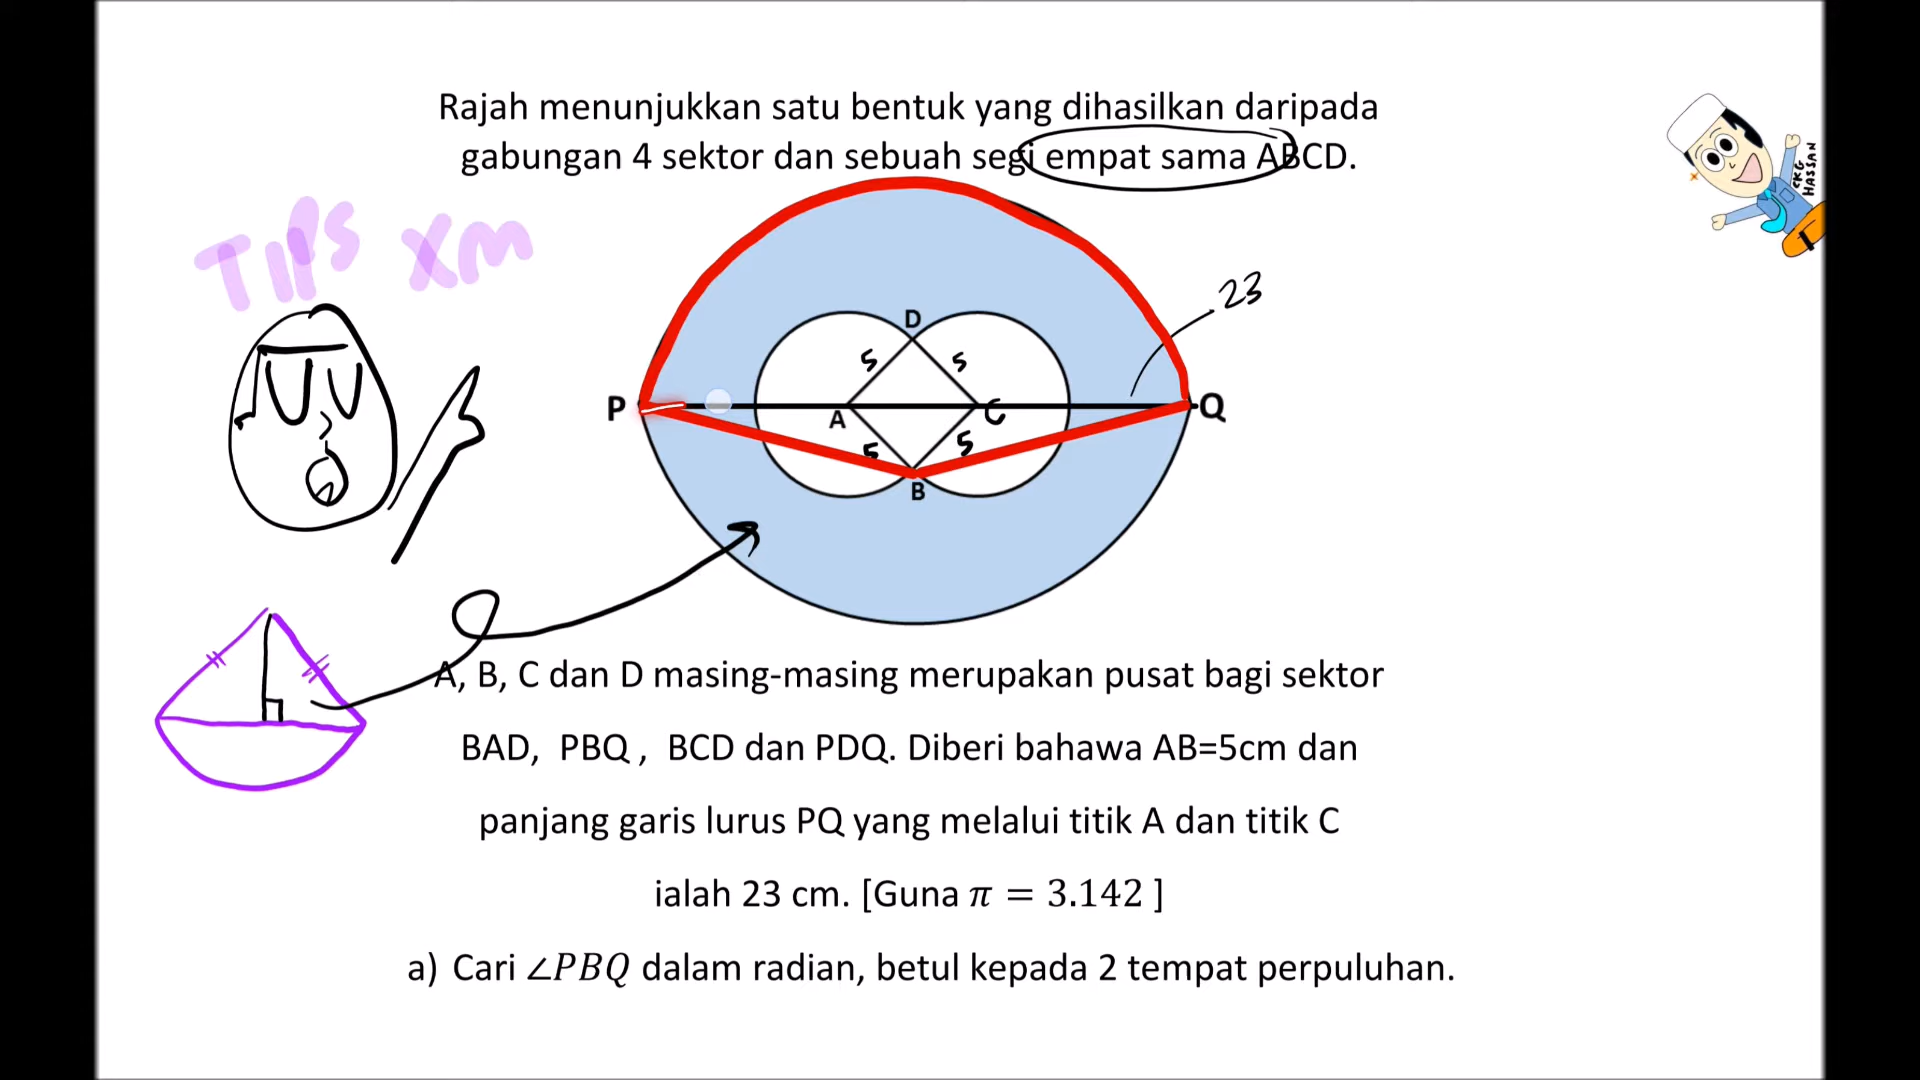 Rajah menunjukkan satu bentuk yang dihasilkan daripada
gabungan 4 sektor dan sebuah segi empat sama ABCD.
TIPS XM
CKG
HASSAN
23
D
5 5
P
A
C
Q
5 5
B
A, B, C dan D masing-masing merupakan pusat bagi sektor
BAD, PBQ , BCD dan PDQ. Diberi bahawa AB=5cm dan
panjang garis lurus PQ yang melalui titik A dan titik C
ialah 23 cm. [Guna π = 3.142 ]
a) Cari ∠PBQ dalam radian, betul kepada 2 tempat perpuluhan.